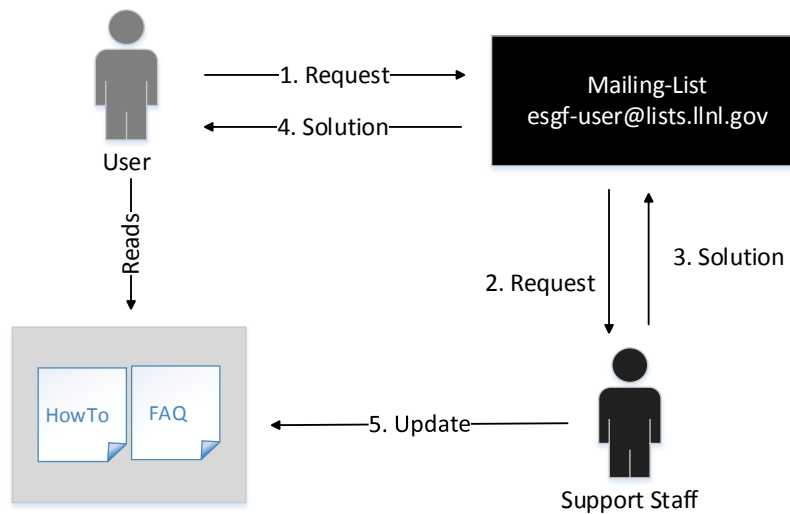 1. Request
Mailing-List
esgf-user@lists.llnl.gov
4. Solution
User
Reads
2. Request
3. Solution
HowTo
FAQ
5. Update
Support Staff